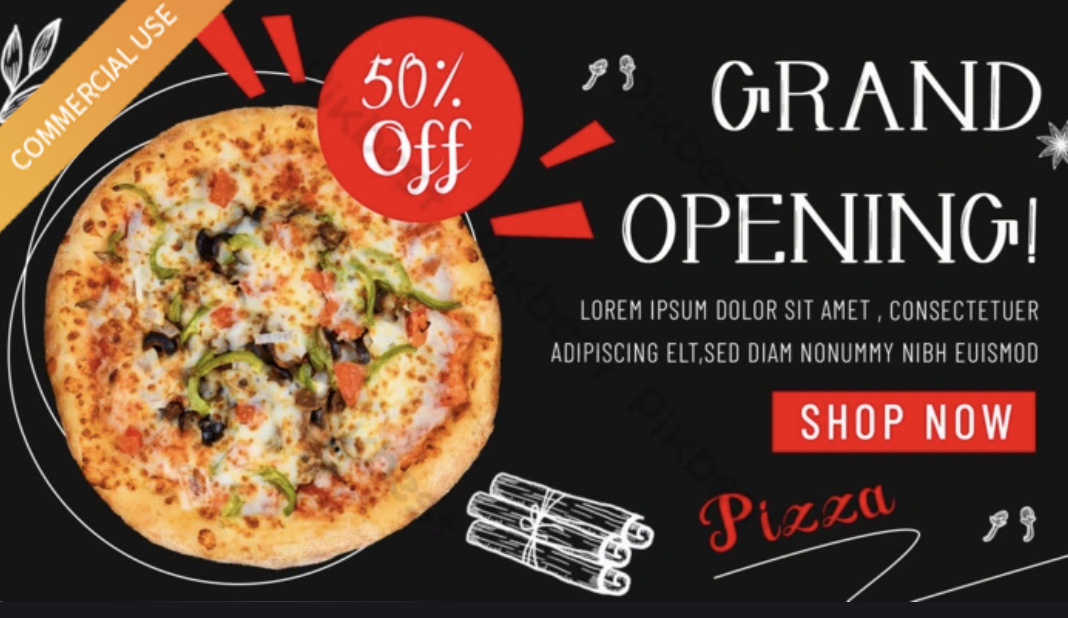 COMMERCIAL USE
50%
Off
GRAND
OPENING!
LOREM IPSUM DOLOR SIT AMET , CONSECTETUER
ADIPISCING ELT,SED DIAM NONUMMY NIBH EUISMOD
SHOP NOW
Pizza